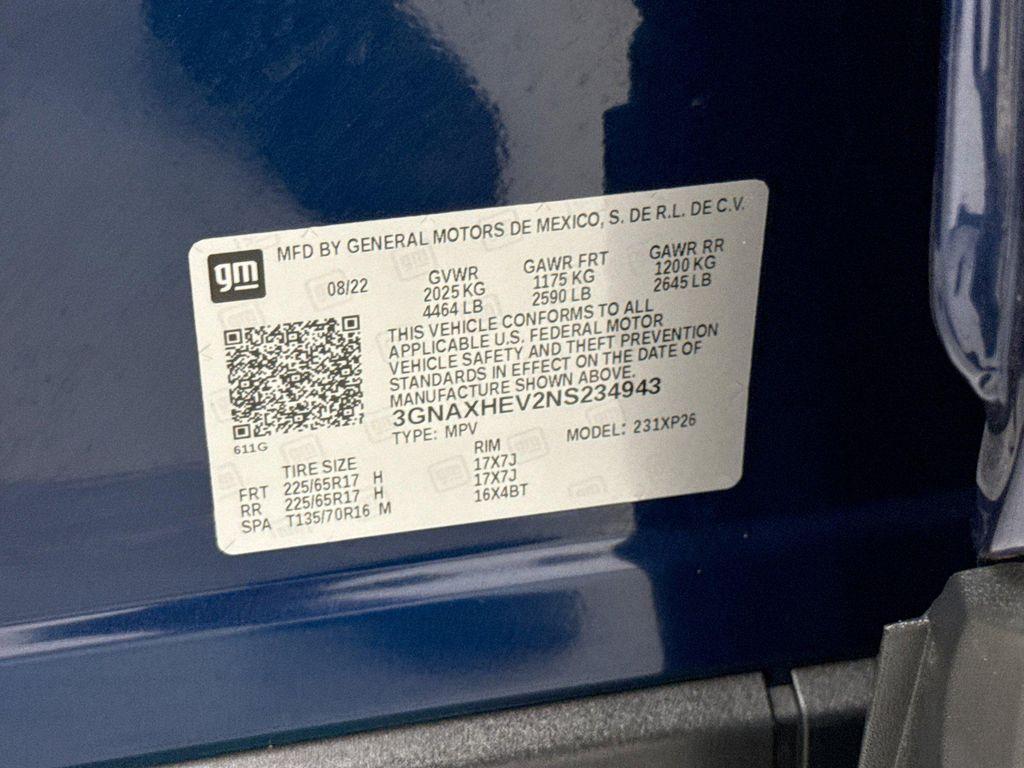 MFD BY GENERAL MOTORS DE MEXICO, S. DE R.L. DE C.V.
gm
08/22
GVWR GAWR FRT GAWR RR
2025 KG 1175 KG 1200 KG
4464 LB 2590 LB 2645 LB
THIS VEHICLE CONFORMS TO ALL
APPLICABLE U.S. FEDERAL MOTOR
VEHICLE SAFETY AND THEFT PREVENTION
STANDARDS IN EFFECT ON THE DATE OF
MANUFACTURE SHOWN ABOVE.
3GNAXHEV2NS234943
611G
TYPE: MPV MODEL: 231XP26
TIRE SIZE RIM
FRT 225/65R17 H 17X7J
RR 225/65R17 H 17X7J
SPA T135/70R16 M 16X4BT